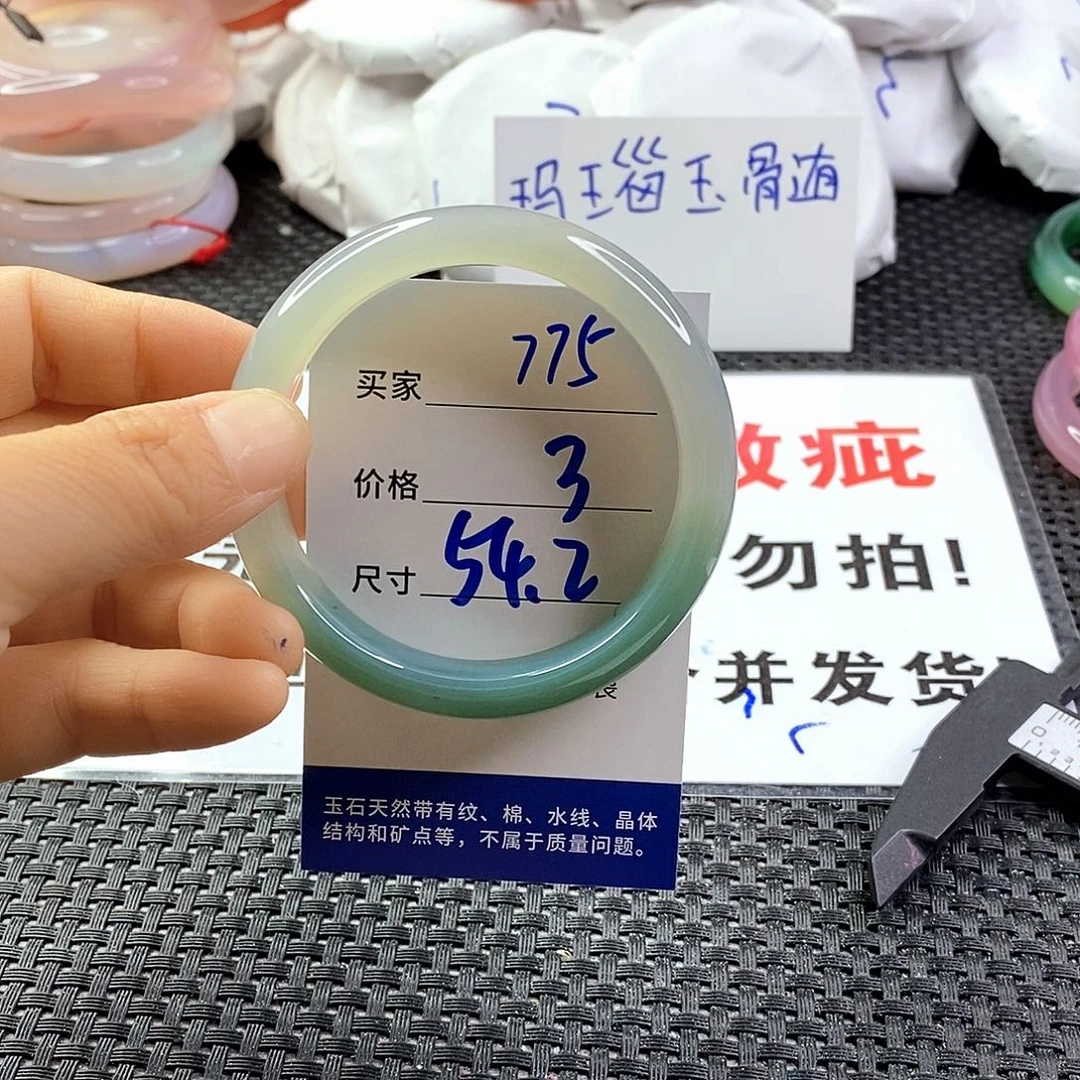 玛瑙玉骨髄
买家 775
价格 3
尺寸 54.2
玉石天然带有纹、棉、水线、晶体
结构和矿点等，不属于质量问题。
疵
勿拍!
并发货